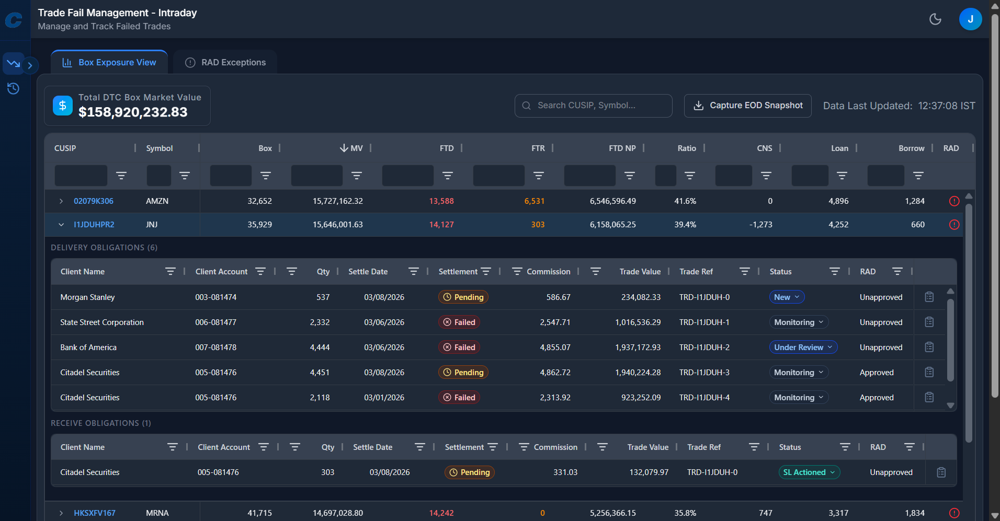 Trade Fail Management - Intraday
Manage and Track Failed Trades
J
Box Exposure View
RAD Exceptions
Total DTC Box Market Value
$158,920,232.83
Search CUSIP, Symbol...
Capture EOD Snapshot
Data Last Updated: 12:37:08 IST
CUSIP Symbol Box MV FTD FTR FTD NP Ratio CNS Loan Borrow RAD
02079K306 AMZN 32,652 15,727,162.32 13,588 6,531 6,546,596.49 41.6% 0 4,896 1,284
I1JDUHPR2 JNJ 35,929 15,646,001.63 14,127 303 6,158,065.25 39.4% -1,273 4,252 660
DELIVERY OBLIGATIONS (6)
Client Name Client Account Qty Settle Date Settlement Commission Trade Value Trade Ref Status RAD
Morgan Stanley 003-081474 537 03/08/2026 Pending 586.67 234,082.33 TRD-I1JDUH-0 New Unapproved
State Street Corporation 006-081477 2,332 03/06/2026 Failed 2,547.71 1,016,536.29 TRD-I1JDUH-1 Monitoring Unapproved
Bank of America 007-081478 4,444 03/06/2026 Failed 4,855.07 1,937,172.93 TRD-I1JDUH-2 Under Review Unapproved
Citadel Securities 005-081476 4,451 03/08/2026 Pending 4,862.72 1,940,224.28 TRD-I1JDUH-3 Monitoring Approved
Citadel Securities 005-081476 2,118 03/01/2026 Failed 2,313.92 923,252.09 TRD-I1JDUH-4 Monitoring Approved
RECEIVE OBLIGATIONS (1)
Client Name Client Account Qty Settle Date Settlement Commission Trade Value Trade Ref Status RAD
Citadel Securities 005-081476 303 03/08/2026 Pending 331.03 132,079.97 TRD-I1JDUH-0 SL Actioned Unapproved
HKSXFV167 MRNA 41,715 14,697,028.80 14,242 0 5,256,366.15 35.8% 747 3,317 1,834